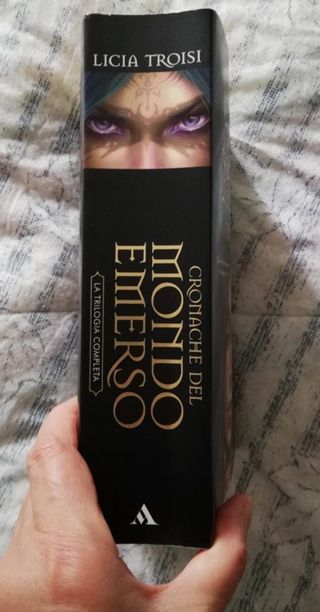 LICIA TROISI
CRONACHE DEL
MONDO
EMERSO
LA TRILOGIA COMPLETA